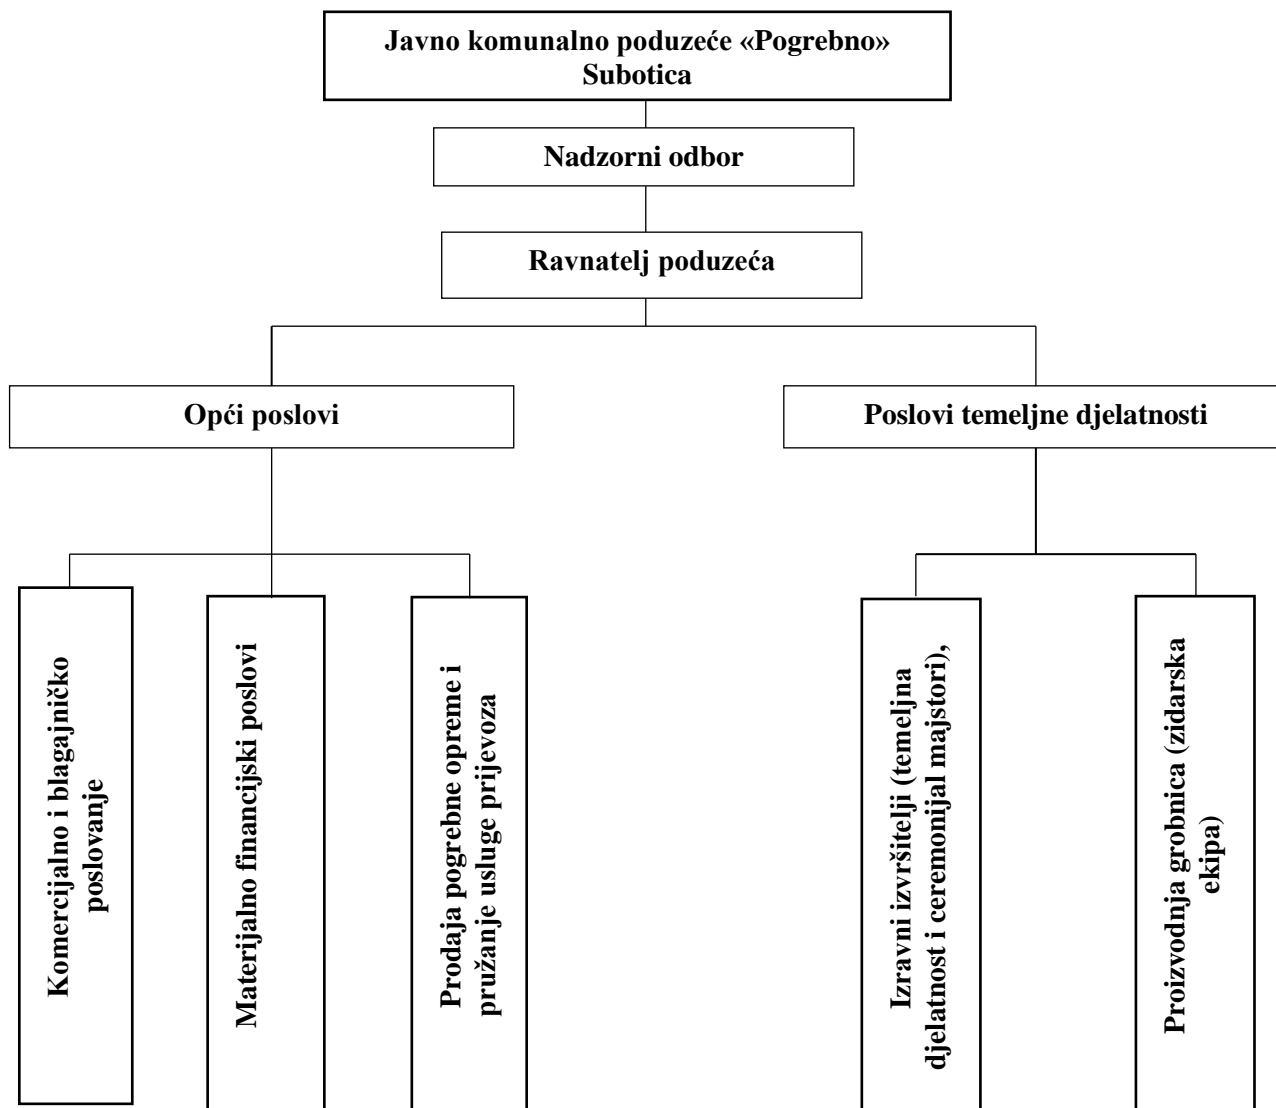 Javno komunalno poduzeće «Pogrebno»
Subotica
Nadzorni odbor
Ravnatelj poduzeća
Opći poslovi
Poslovi temeljne djelatnosti
Komercijalno i blagajničko
poslovanje
Materijalno financijski poslovi
Prodaja pogrebne opreme i
pružanje usluge prijevoza
Izravni izvršitelji (temeljna
djelatnost i ceremonijal majstori),
Proizvodnja grobnica (zidarska
ekipa)